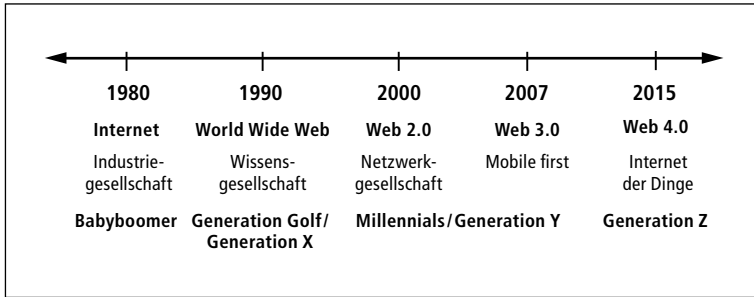 1980 1990 2000 2007 2015
Internet World Wide Web Web 2.0 Web 3.0 Web 4.0
Industrie- Wissens- Netzwerk- Mobile first Internet
gesellschaft gesellschaft gesellschaft der Dinge
Babyboomer Generation Golf/ Millennials/Generation Y Generation Z
Generation X